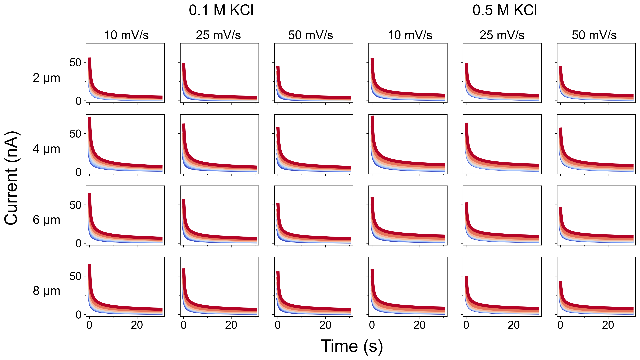 0.1 M KCl 0.5 M KCl
10 mV/s 25 mV/s 50 mV/s 10 mV/s 25 mV/s 50 mV/s
2 μm
4 μm
6 μm
8 μm
50
0
50
0
50
0
50
0
0 20 0 20 0 20 0 20 0 20 0 20
Current (nA)
Time (s)